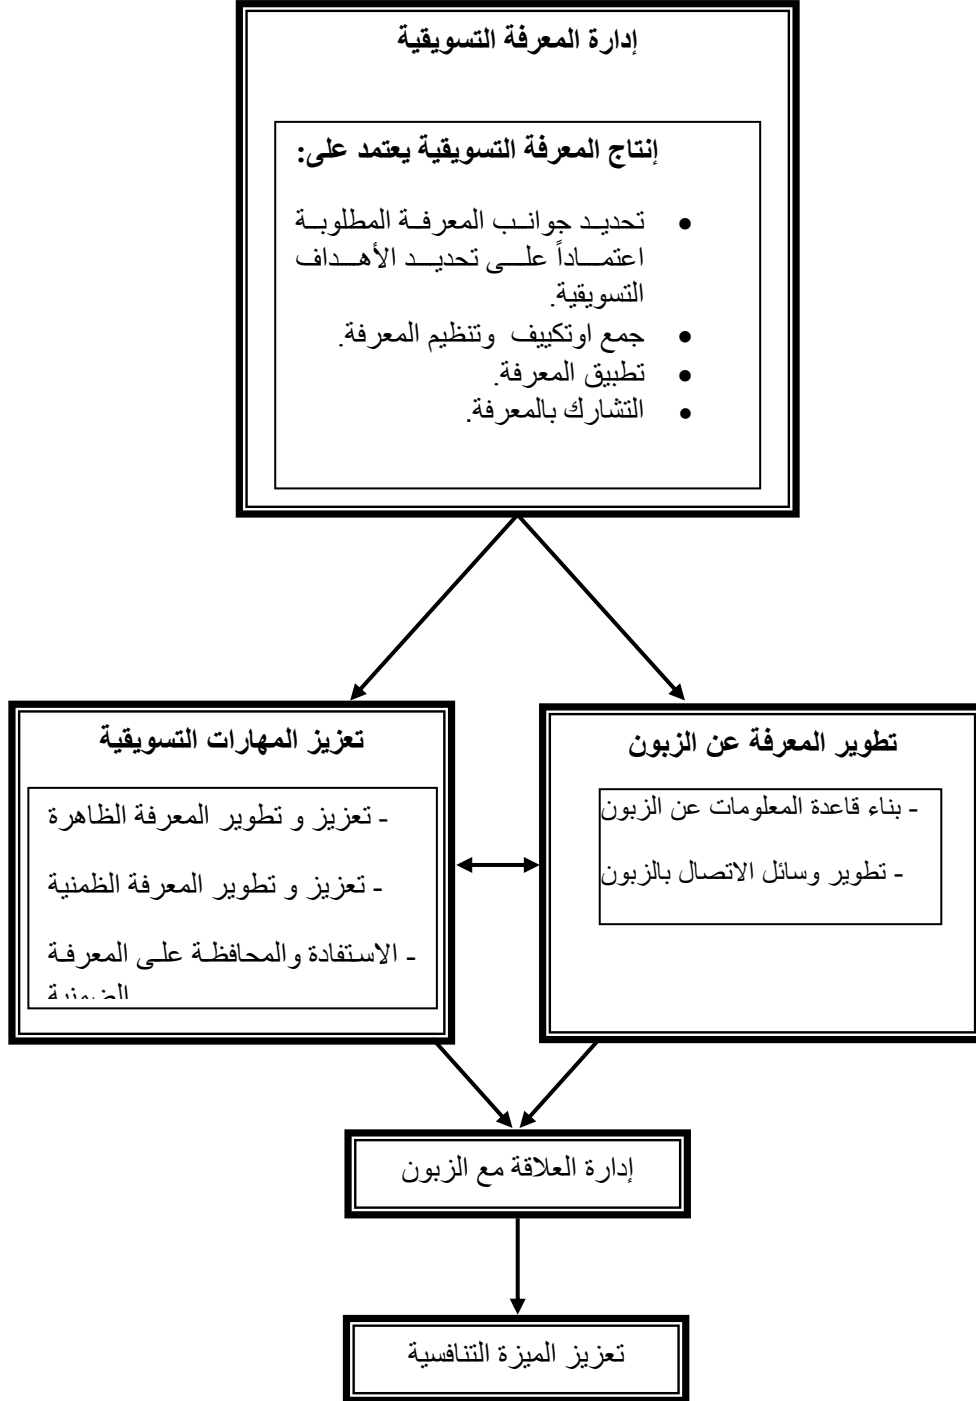 إدارة المعرفة التسويقية
إنتاج المعرفة التسويقية يعتمد على:
• تحديد جوانب المعرفة المطلوبة
اعتماداً على تحديد الأهداف
التسويقية.
• جمع اوتكييف وتنظيم المعرفة.
• تطبيق المعرفة.
• التشارك بالمعرفة.
تطوير المعرفة عن الزبون
- بناء قاعدة المعلومات عن الزبون
- تطوير وسائل الاتصال بالزبون
تعزيز المهارات التسويقية
- تعزيز و تطوير المعرفة الظاهرة
- تعزيز و تطوير المعرفة الظمنية
- الاستفادة والمحافظة على المعرفة
الضمنية
إدارة العلاقة مع الزبون
تعزيز الميزة التنافسية